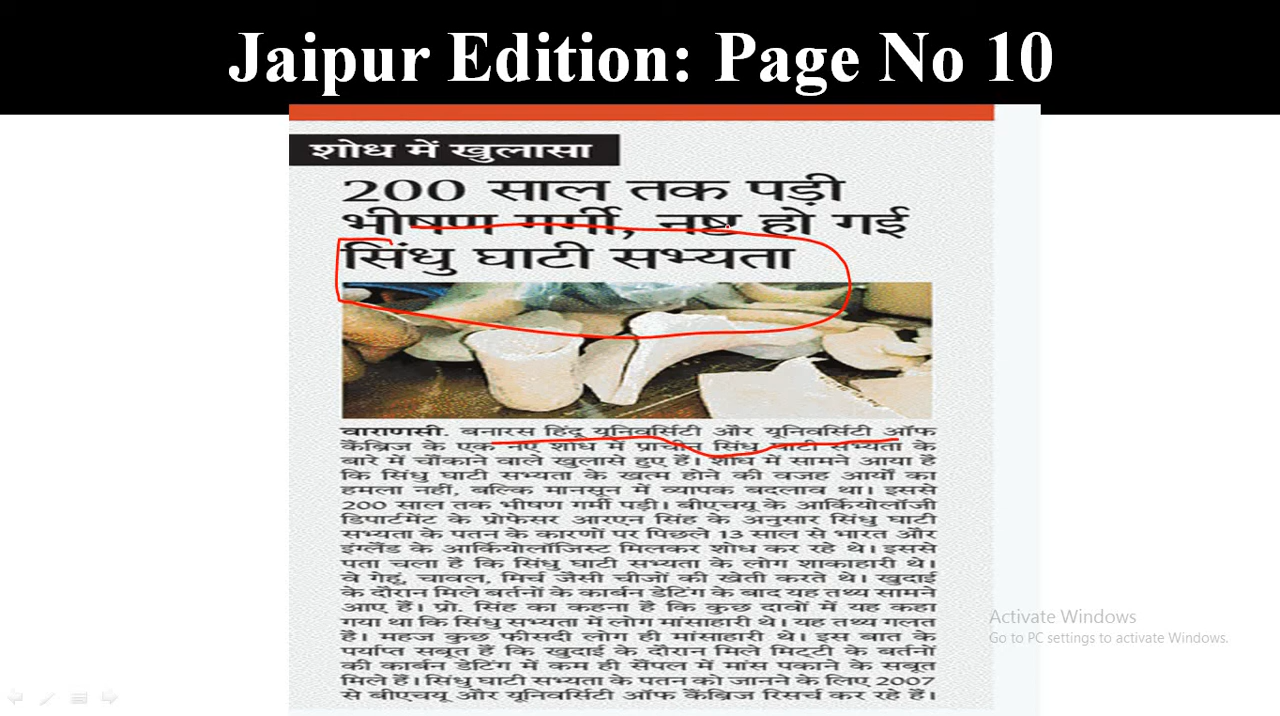 Jaipur Edition: Page No 10
शोध में खुलासा
200 साल तक पड़ी
भीषण गर्मी, नष्ट हो गई
सिंधु घाटी सभ्यता
वाराणसी. बनारस हिंदू यूनिवर्सिटी और यूनिवर्सिटी ऑफ
कैंब्रिज के एक नए शोध में प्राचीन सिंधु घाटी सभ्यता के
बारे में चौंकाने वाले खुलासे हुए हैं। शोध में सामने आया है
कि सिंधु घाटी सभ्यता के खत्म होने की वजह आर्यों का
हमला नहीं, बल्कि मानसून में व्यापक बदलाव था। इससे
200 साल तक भीषण गर्मी पड़ी। बीएचयू के आर्कियोलॉजी
डिपार्टमेंट के प्रोफेसर आरएन सिंह के अनुसार सिंधु घाटी
सभ्यता के पतन के कारणों पर पिछले 13 साल से भारत और
इंग्लैंड के आर्कियोलॉजिस्ट मिलकर शोध कर रहे थे। इससे
पता चला है कि सिंधु घाटी सभ्यता के लोग शाकाहारी थे।
वे गेहूं, चावल, मिर्च जैसी चीजों की खेती करते थे। खुदाई
के दौरान मिले बर्तनों के कार्बन डेटिंग के बाद यह तथ्य सामने
आए हैं। प्रो. सिंह का कहना है कि कुछ दावों में यह कहा
गया था कि सिंधु सभ्यता में लोग मांसाहारी थे। यह तथ्य गलत
है। महज कुछ फीसदी लोग ही मांसाहारी थे। इस बात के
पर्याप्त सबूत हैं कि खुदाई के दौरान मिले मिट्टी के बर्तनों
की कार्बन डेटिंग में कम ही सैंपल में मांस पकाने के सबूत
मिले हैं। सिंधु घाटी सभ्यता के पतन को जानने के लिए 2007
से बीएचयू और यूनिवर्सिटी ऑफ कैंब्रिज रिसर्च कर रहे हैं।
Activate Windows
Go to PC settings to activate Windows.